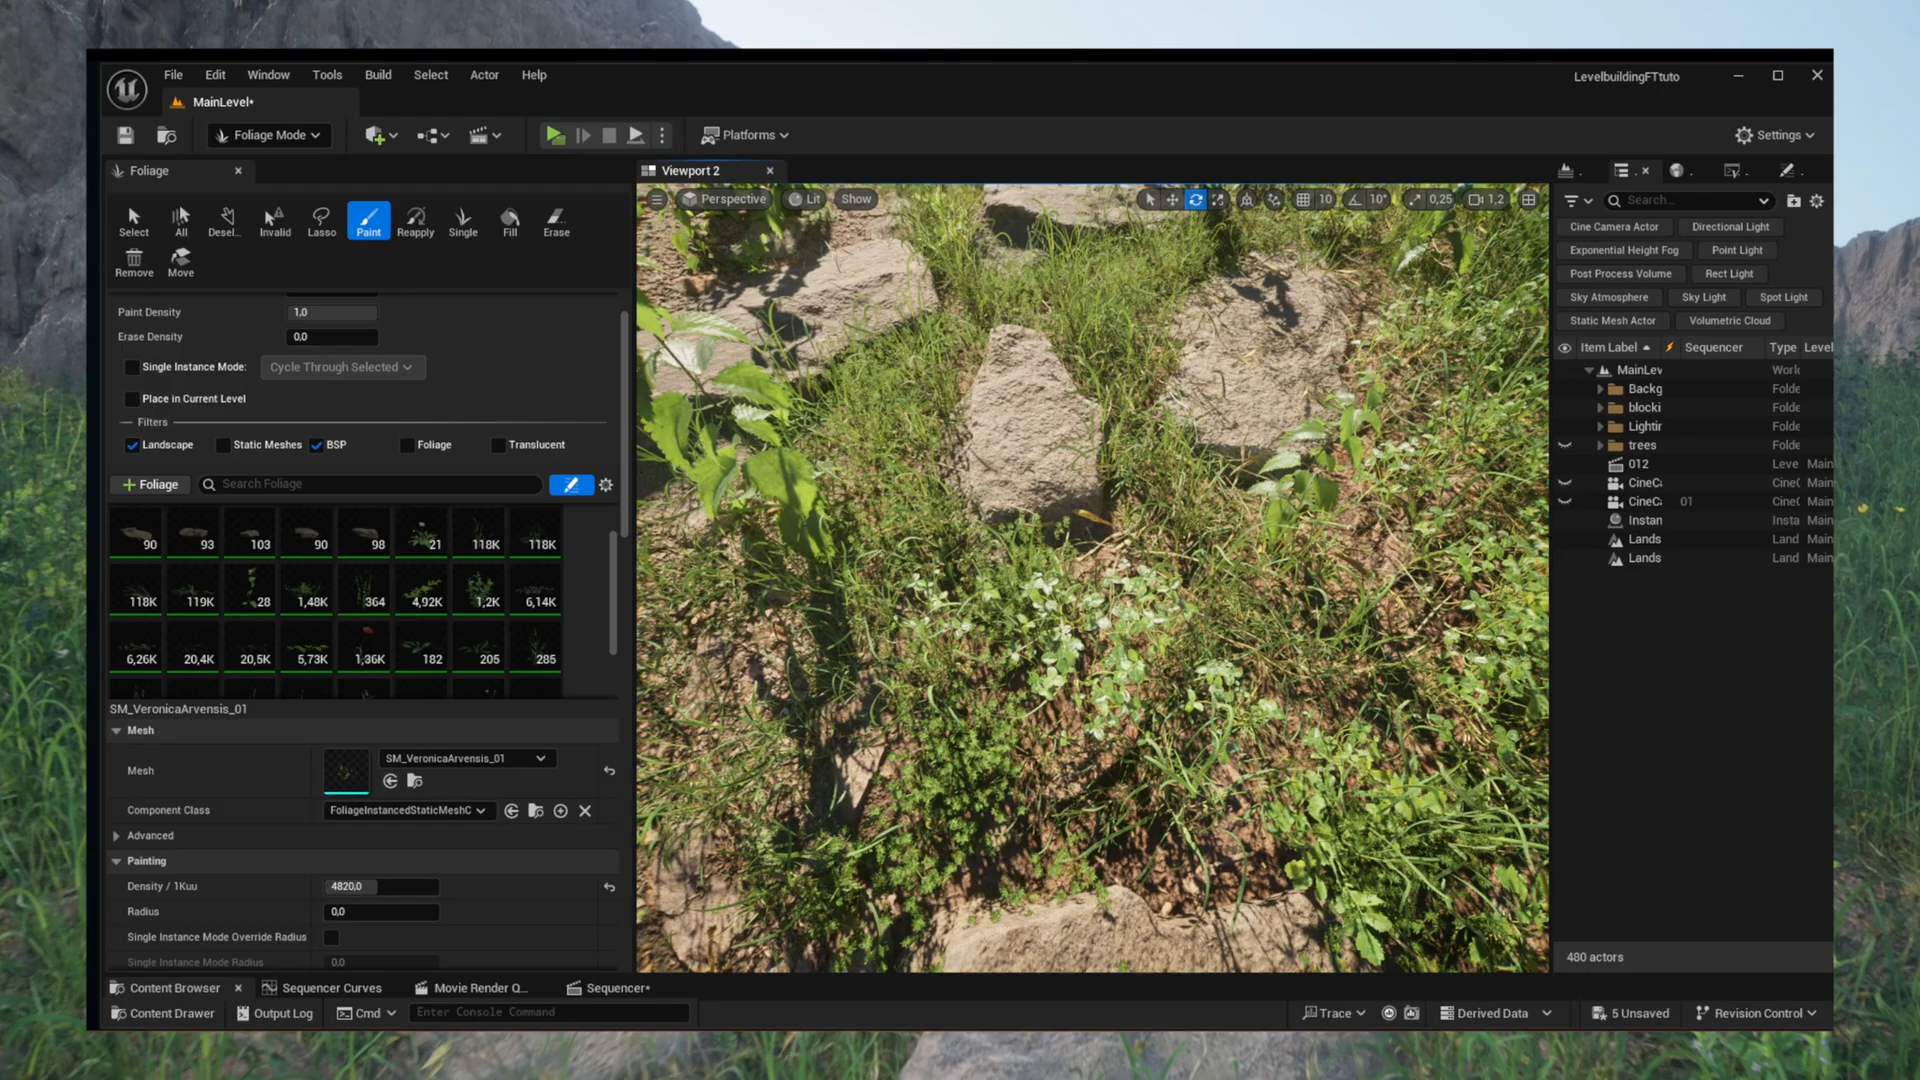 File Edit Window Tools Build Select Actor Help
LevelbuildingFTtuto
MainLevel*
Foliage Mode
Platforms
Settings
Foliage
Viewport 2
Select All Desel... Invalid Lasso Paint Reapply Single Fill Erase
Remove Move
Perspective Lit Show
10 10° 0,25 1,2
Search...
Cine Camera Actor Directional Light
Exponential Height Fog Point Light
Post Process Volume Rect Light
Sky Atmosphere Sky Light Spot Light
Static Mesh Actor Volumetric Cloud
Item Label Sequencer Type Level
MainLev World
Backg Folde
blocki Folde
Lightin Folde
trees Folde
012 Leve Main
CineCa CineC Main
CineCa 01 CineC Main
Instan Insta Main
Lands Land Main
Lands Land Main
480 actors
Paint Density 1,0
Erase Density 0,0
Single Instance Mode: Cycle Through Selected
Place in Current Level
Filters
Landscape Static Meshes BSP Foliage Translucent
+ Foliage Search Foliage
90 93 103 90 98 21 118K 118K
118K 119K 28 1,48K 364 4,92K 1,2K 6,14K
6,26K 20,4K 20,5K 5,73K 1,36K 182 205 285
SM_VeronicaArvensis_01
Mesh
Mesh SM_VeronicaArvensis_01
Component Class FoliageInstancedStaticMeshC
Advanced
Painting
Density / 1Kuu 4820,0
Radius 0,0
Single Instance Mode Override Radius
Single Instance Mode Radius 0,0
Content Browser Sequencer Curves Movie Render Q... Sequencer*
Content Drawer Output Log Cmd Enter Console Command Trace Derived Data 5 Unsaved Revision Control